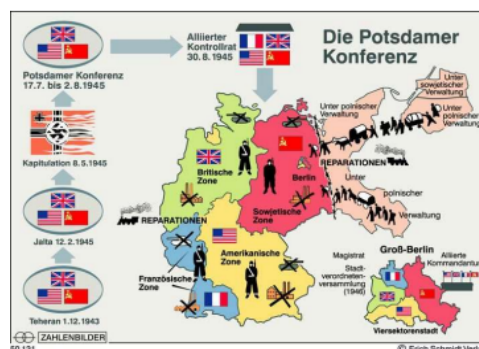 Die Potsdamer
Konferenz
Alliierter
Kontrollrat
30.8.1945
Potsdamer Konferenz
17.7. bis 2.8.1945
Kapitulation 8.5.1945
Jalta 12.2.1945
Teheran 1.12.1943
Britische
Zone
Berlin
Sowjetische
Zone
Amerikanische
Zone
Französische
Zone
REPARATIONEN
REPARATIONEN
Unter polnischer
Verwaltung
Unter
sowjetischer
Verwaltung
Unter
polnischer
Verwaltung
Unter
polnischer
Verwaltung
Groß-Berlin
Magistrat
Stadt-
verordneten-
versammlung
(1946)
Alliierte
Kommandantur
Viersektorenstadt
ZAHLENBILDER
© Erich Schmidt Verlag